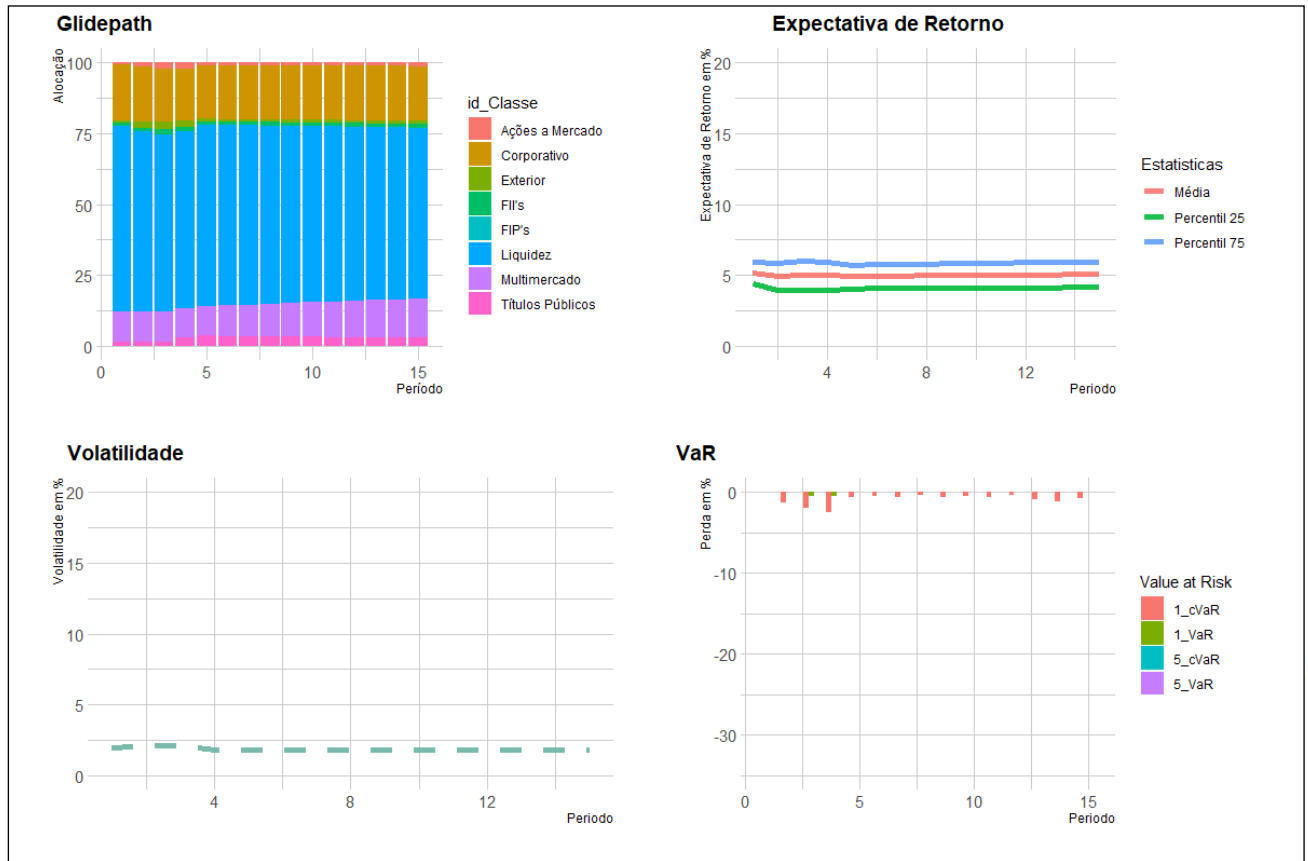 Glidepath
Alocação
100
75
50
25
0
0
5
10
15
Período
id_Classe
Ações a Mercado
Corporativo
Exterior
FII's
FIP's
Liquidez
Multimercado
Títulos Públicos
Expectativa de Retorno
Expectativa de Retorno em %
20
15
10
5
0
4
8
12
Periodo
Estatisticas
Média
Percentil 25
Percentil 75
Volatilidade
Volatilidade em %
20
15
10
5
0
4
8
12
Periodo
VaR
Perda em %
0
-10
-20
-30
0
5
10
15
Periodo
Value at Risk
1_cVaR
1_VaR
5_cVaR
5_VaR